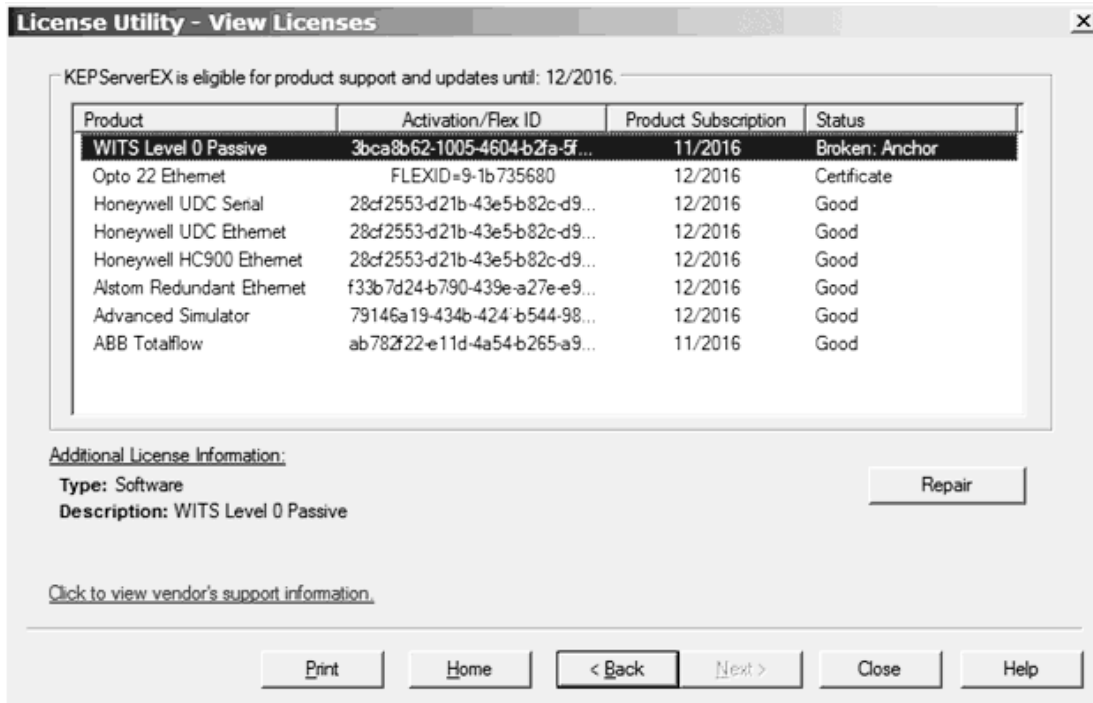 License Utility - View Licenses
KEPServerEX is eligible for product support and updates until: 12/2016.
Product Activation/Flex ID Product Subscription Status
WITS Level 0 Passive 3bca8b62-1005-4604-b2fa-5f... 11/2016 Broken: Anchor
Opto 22 Ethernet FLEXID=9-1b735680 12/2016 Certificate
Honeywell UDC Serial 28cf2553-d21b-43e5-b82c-d9... 12/2016 Good
Honeywell UDC Ethernet 28cf2553-d21b-43e5-b82c-d9... 12/2016 Good
Honeywell HC900 Ethernet 28cf2553-d21b-43e5-b82c-d9... 12/2016 Good
Alstom Redundant Ethernet f33b7d24-b790-439e-a27e-e9... 12/2016 Good
Advanced Simulator 12/2016 Good
ABB Totalflow ab782f22-e11d-4a54-b265-a9... 11/2016 Good
Additional License Information:
Type: Software
Repair
Description: WITS Level 0 Passive
Click to view vendor's support information.
Print Home < Back Next > Close Help